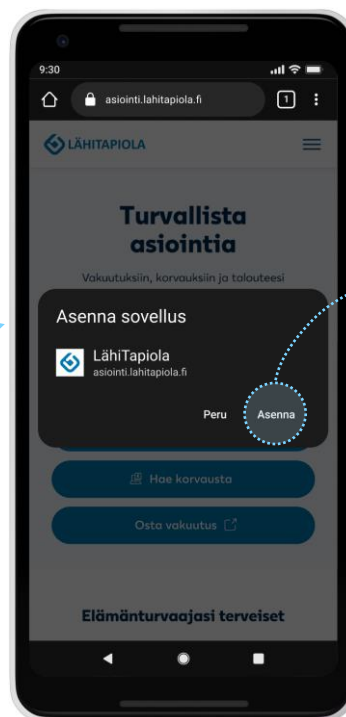 9:30
asiointi.lahitapiola.fi
1
LÄHITAPIOLA
Turvallista
asiointia
Vakuutuksiin, korvauksiin ja talouteesi
Asenna sovellus
LähiTapiola
asiointi.lahitapiola.fi
Peru Asenna
Hae korvausta
Osta vakuutus
Elämänturvaajasi terveiset